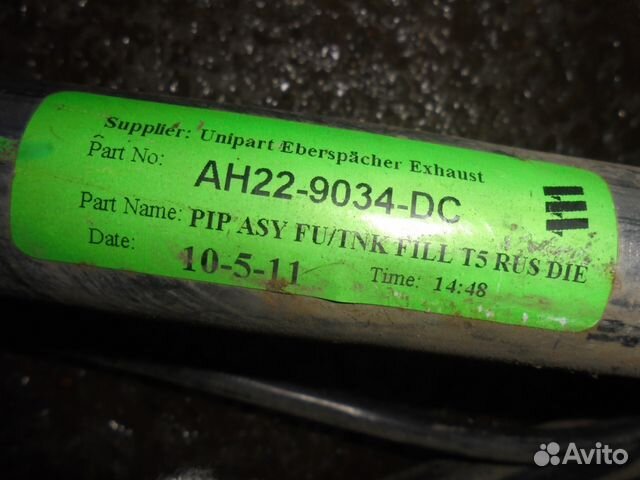 Supplier: Unipart Eberspächer Exhaust
Part No: AH22-9034-DC
Part Name: PIP ASY FU/TNK FILL T5 RUS DIE
Date: 10-5-11 Time: 14:48
Avito